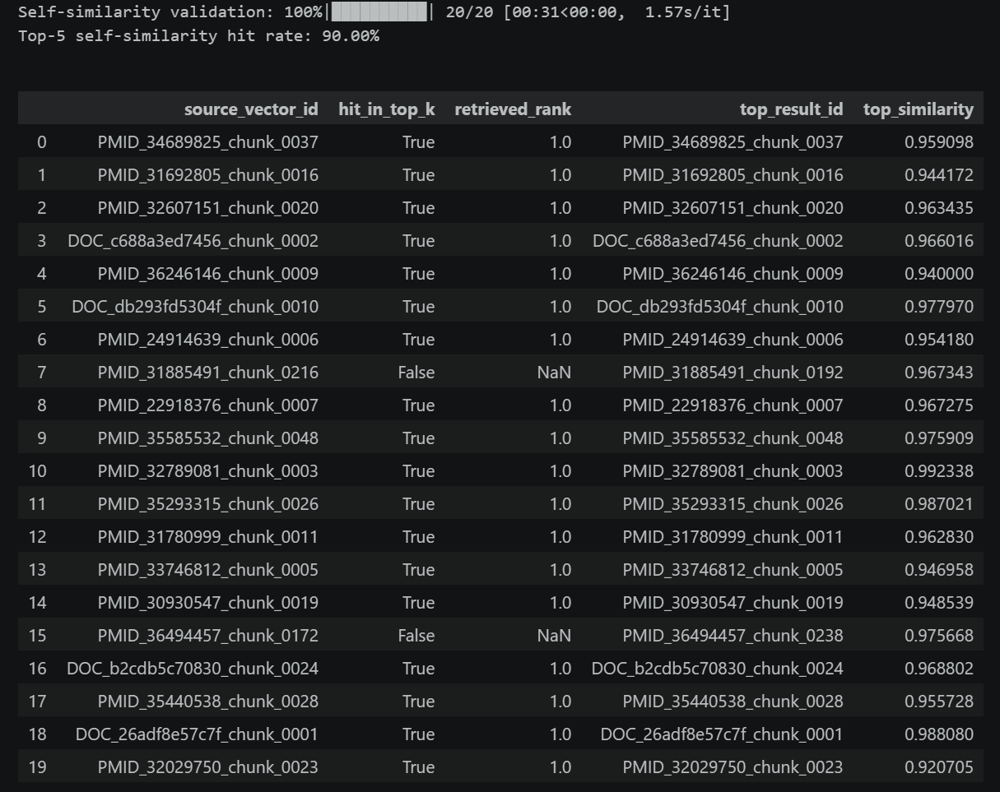 Self-similarity validation: 100%|██████████| 20/20 [00:31<00:00,  1.57s/it]
Top-5 self-similarity hit rate: 90.00%
source_vector_id hit_in_top_k retrieved_rank top_result_id top_similarity
0 PMID_34689825_chunk_0037 True 1.0 PMID_34689825_chunk_0037 0.959098
1 PMID_31692805_chunk_0016 True 1.0 PMID_31692805_chunk_0016 0.944172
2 PMID_32607151_chunk_0020 True 1.0 PMID_32607151_chunk_0020 0.963435
3 DOC_c688a3ed7456_chunk_0002 True 1.0 DOC_c688a3ed7456_chunk_0002 0.966016
4 PMID_36246146_chunk_0009 True 1.0 PMID_36246146_chunk_0009 0.940000
5 DOC_db293fd5304f_chunk_0010 True 1.0 DOC_db293fd5304f_chunk_0010 0.977970
6 PMID_24914639_chunk_0006 True 1.0 PMID_24914639_chunk_0006 0.954180
7 PMID_31885491_chunk_0216 False NaN PMID_31885491_chunk_0192 0.967343
8 PMID_22918376_chunk_0007 True 1.0 PMID_22918376_chunk_0007 0.967275
9 PMID_35585532_chunk_0048 True 1.0 PMID_35585532_chunk_0048 0.975909
10 PMID_32789081_chunk_0003 True 1.0 PMID_32789081_chunk_0003 0.992338
11 PMID_35293315_chunk_0026 True 1.0 PMID_35293315_chunk_0026 0.987021
12 PMID_31780999_chunk_0011 True 1.0 PMID_31780999_chunk_0011 0.962830
13 PMID_33746812_chunk_0005 True 1.0 PMID_33746812_chunk_0005 0.946958
14 PMID_30930547_chunk_0019 True 1.0 PMID_30930547_chunk_0019 0.948539
15 PMID_36494457_chunk_0172 False NaN PMID_36494457_chunk_0238 0.975668
16 DOC_b2cdb5c70830_chunk_0024 True 1.0 DOC_b2cdb5c70830_chunk_0024 0.968802
17 PMID_35440538_chunk_0028 True 1.0 PMID_35440538_chunk_0028 0.955728
18 DOC_26adf8e57c7f_chunk_0001 True 1.0 DOC_26adf8e57c7f_chunk_0001 0.988080
19 PMID_32029750_chunk_0023 True 1.0 PMID_32029750_chunk_0023 0.920705